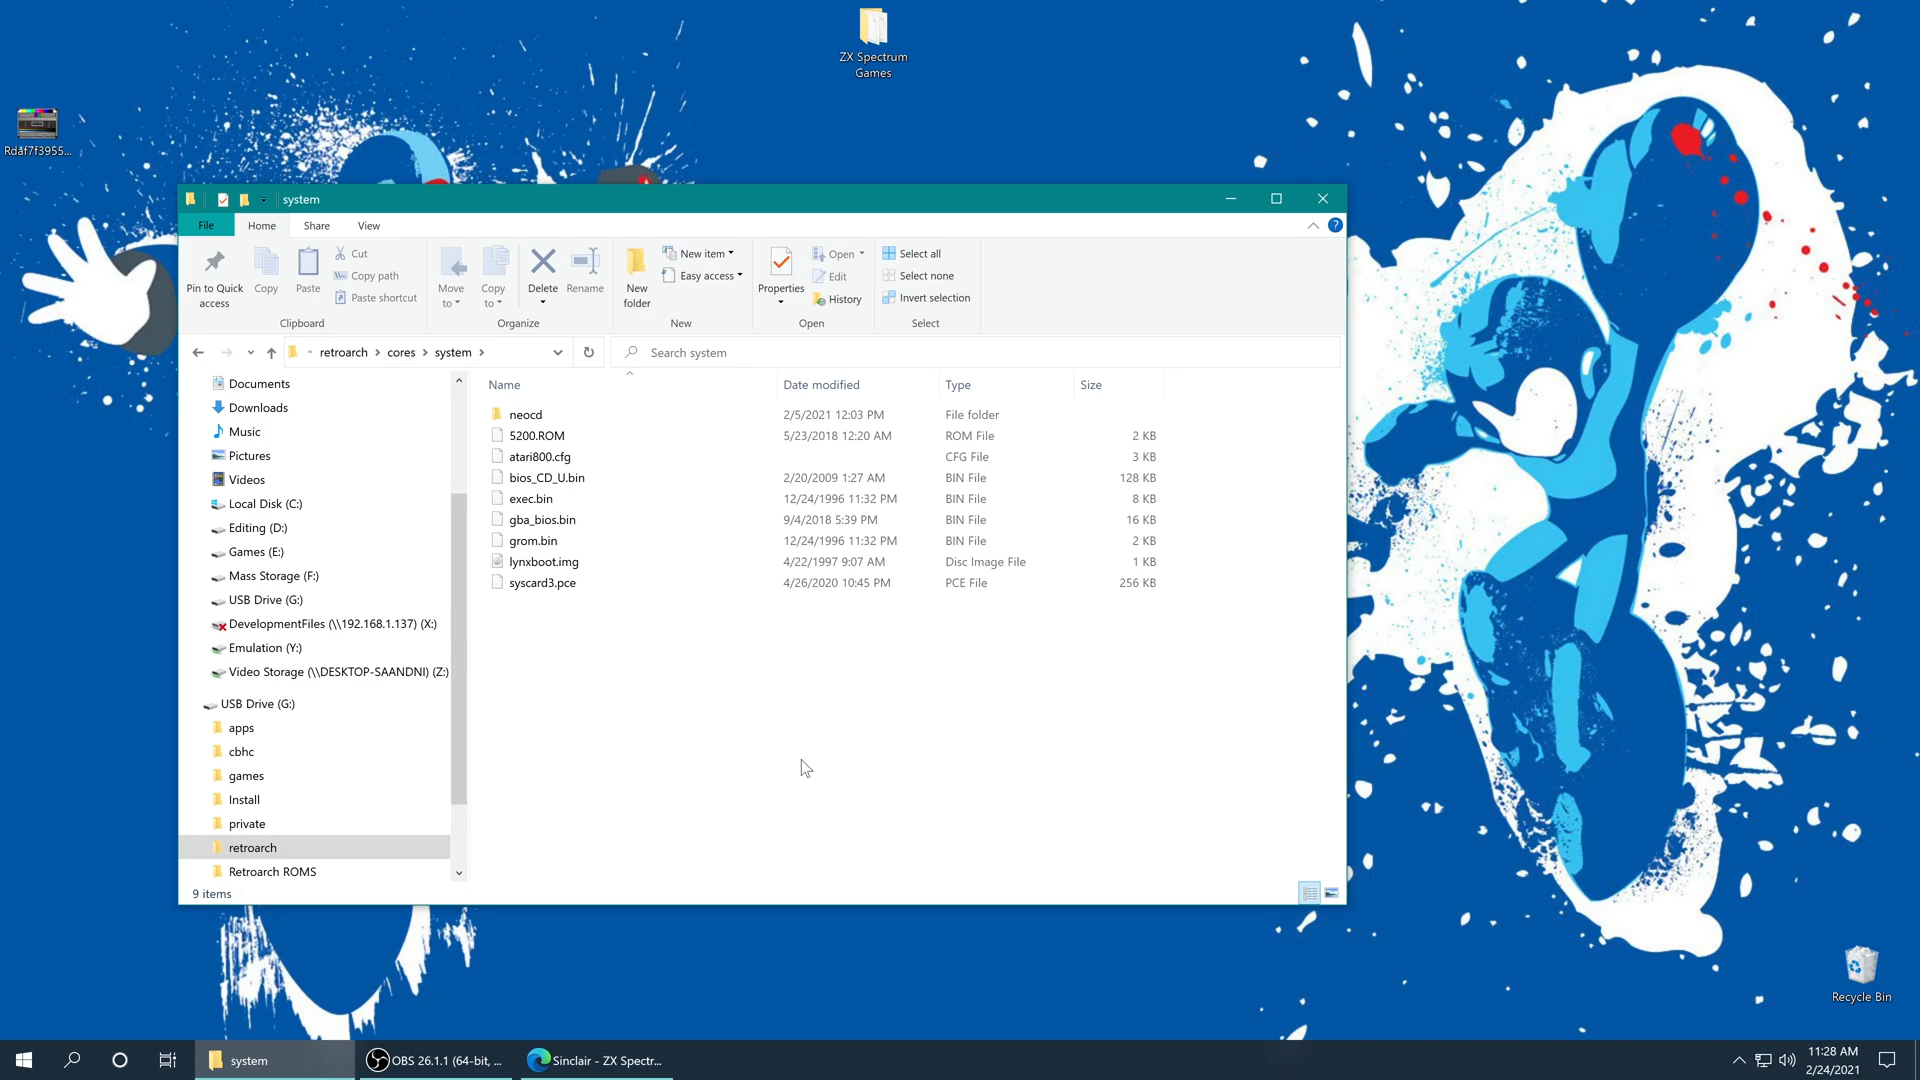 ZX Spectrum
Games
Rdaf7f3955...
system
File
Home
Share
View
?
Pin to Quick
access
Copy
Paste
Cut
Copy path
Paste shortcut
Clipboard
Move
to
Copy
to
Delete
Rename
Organize
New
folder
New item
Easy access
New
Properties
Open
Edit
History
Open
Select all
Select none
Invert selection
Select
retroarch > cores > system >
Search system
Documents
Downloads
Music
Pictures
Videos
Local Disk (C:)
Editing (D:)
Games (E:)
Mass Storage (F:)
USB Drive (G:)
DevelopmentFiles (\\192.168.1.137) (X:)
Emulation (Y:)
Video Storage (\\DESKTOP-SAANDNI) (Z:)
USB Drive (G:)
apps
cbhc
games
Install
private
retroarch
Retroarch ROMS
Name Date modified Type Size
neocd 2/5/2021 12:03 PM File folder
5200.ROM 5/23/2018 12:20 AM ROM File 2 KB
atari800.cfg CFG File 3 KB
bios_CD_U.bin 2/20/2009 1:27 AM BIN File 128 KB
exec.bin 12/24/1996 11:32 PM BIN File 8 KB
gba_bios.bin 9/4/2018 5:39 PM BIN File 16 KB
grom.bin 12/24/1996 11:32 PM BIN File 2 KB
lynxboot.img 4/22/1997 9:07 AM Disc Image File 1 KB
syscard3.pce 4/26/2020 10:45 PM PCE File 256 KB
9 items
Recycle Bin
system
OBS 26.1.1 (64-bit, ...
Sinclair - ZX Spectr...
11:28 AM
2/24/2021